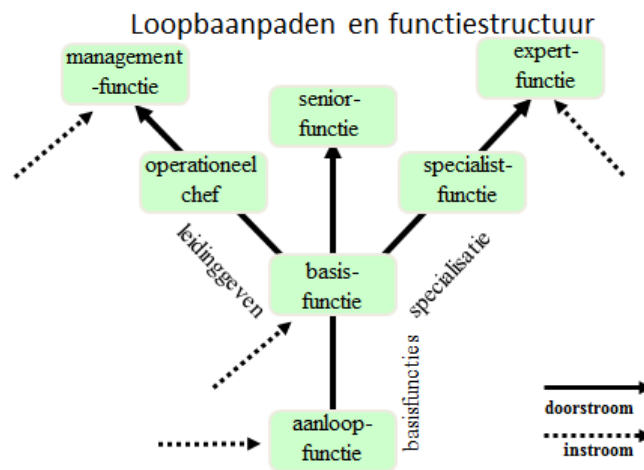 Loopbaanpaden en functiestructuur
management
-functie
expert-
functie
senior-
functie
operationeel
chef
specialist-
functie
leidinggeven
specialisatie
basis-
functie
basisfuncties
aanloop-
functie
doorstroom
instroom